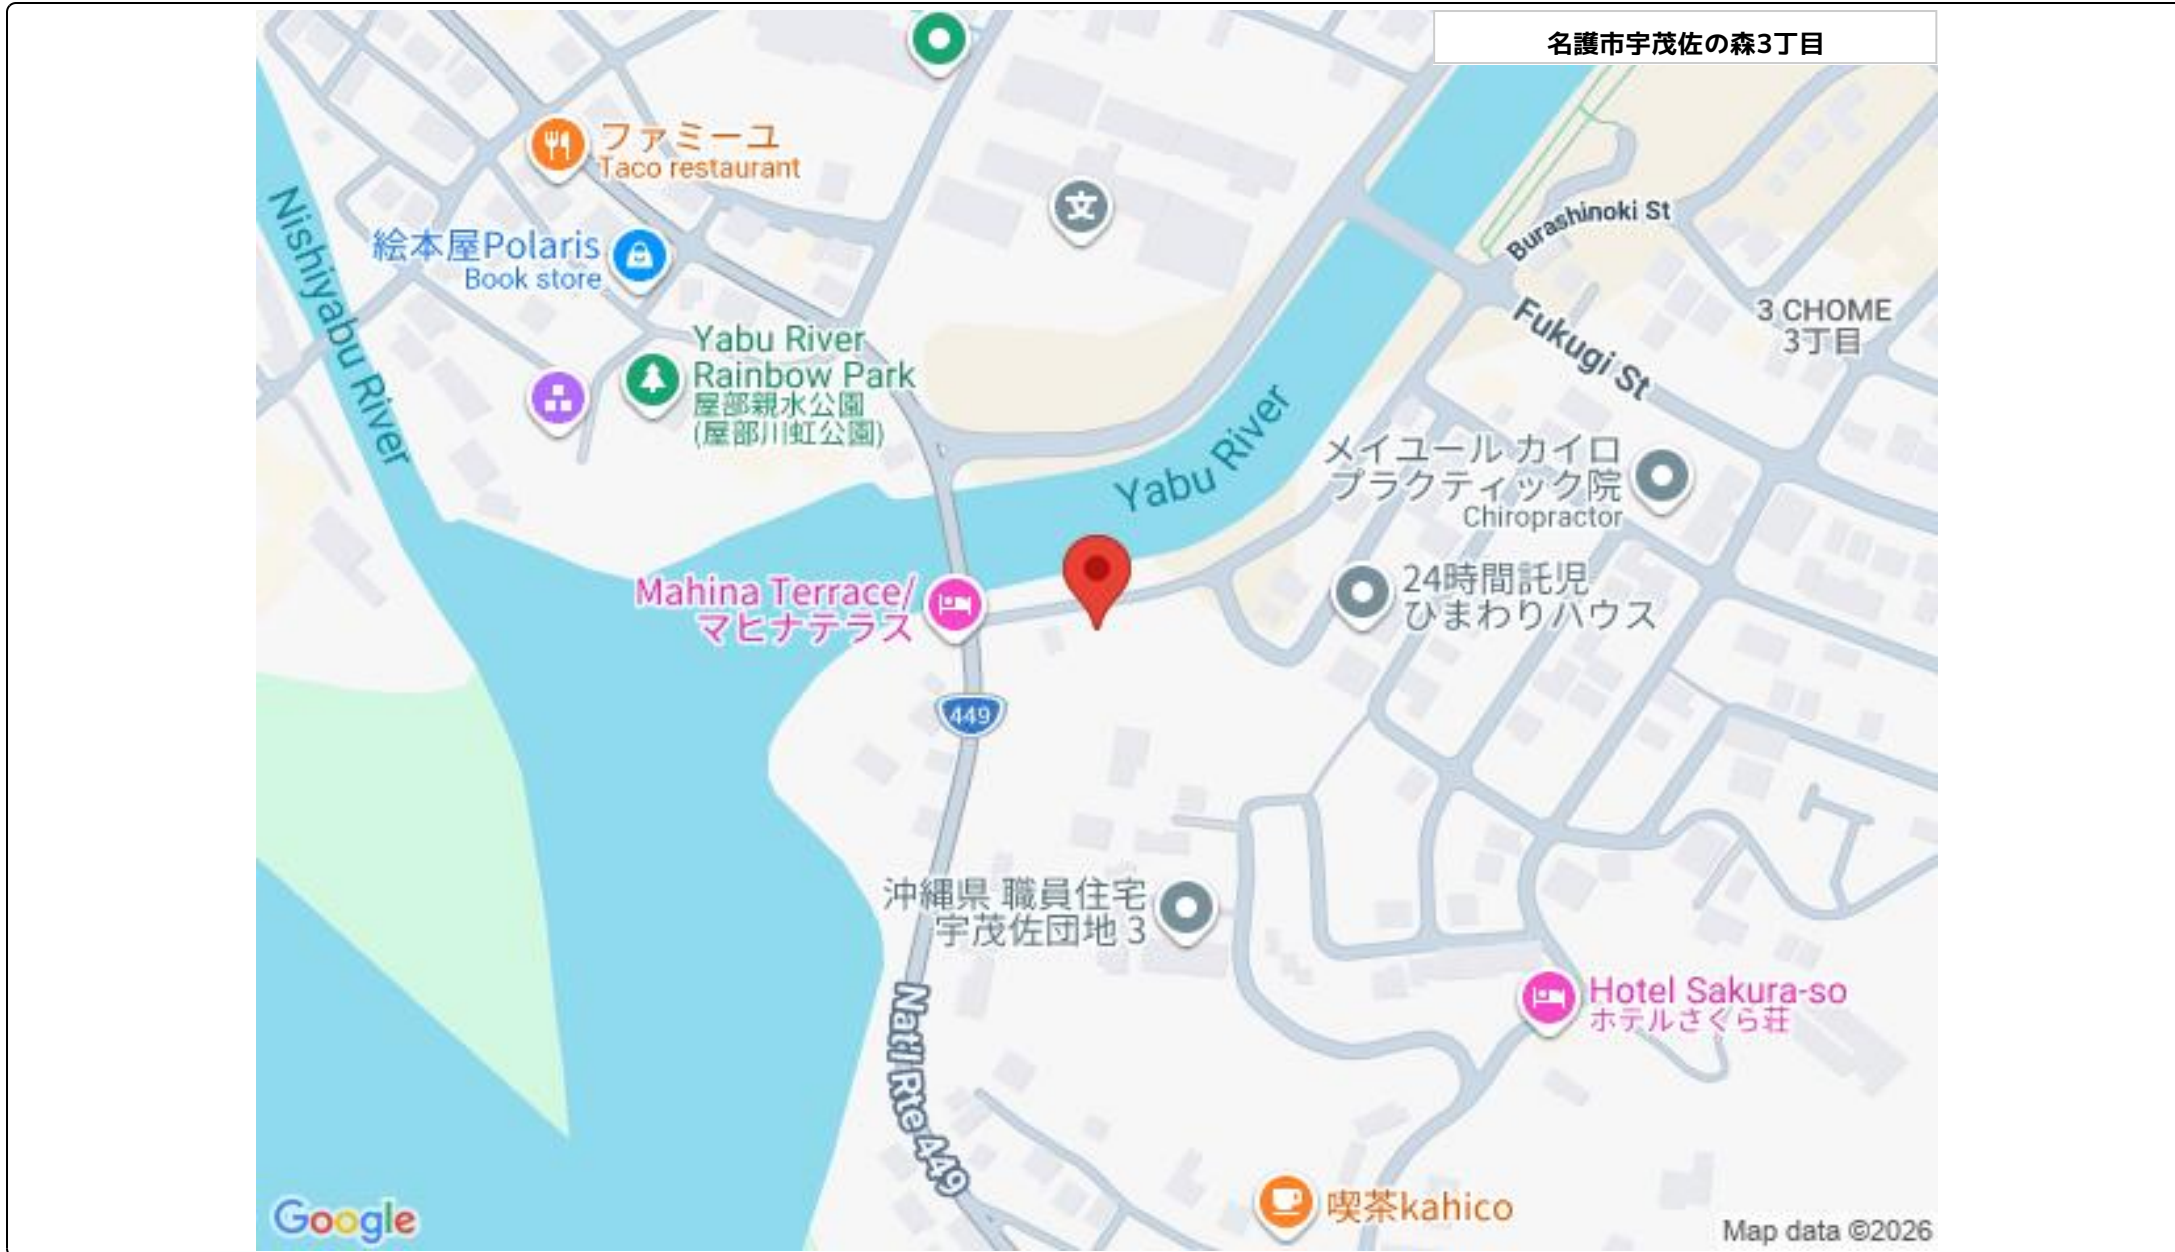 名護市宇茂佐の森3丁目
ファミーユ
Taco restaurant
文
Nishiyabu River
絵本屋Polaris
Book store
Burashinoki St
3 CHOME
3丁目
Fukugi St
Yabu River
Rainbow Park
屋部親水公園
(屋部川虹公園)
Yabu River
メイユール カイロ
プラクティック院
Chiropractor
Mahina Terrace/
マヒナテラス
24時間託児
ひまわりハウス
449
沖縄県 職員住宅
宇茂佐団地 3
Hotel Sakura-so
ホテルさくら荘
Nat'l Rte 449
喫茶kahico
Google
Map data ©2026